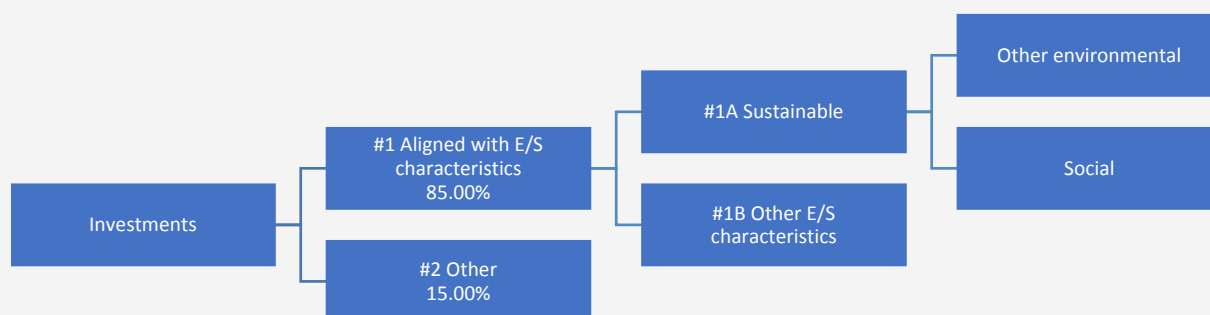 Investments
#1 Aligned with E/S
characteristics
85.00%
#2 Other
15.00%
#1A Sustainable
#1B Other E/S
characteristics
Other environmental
Social